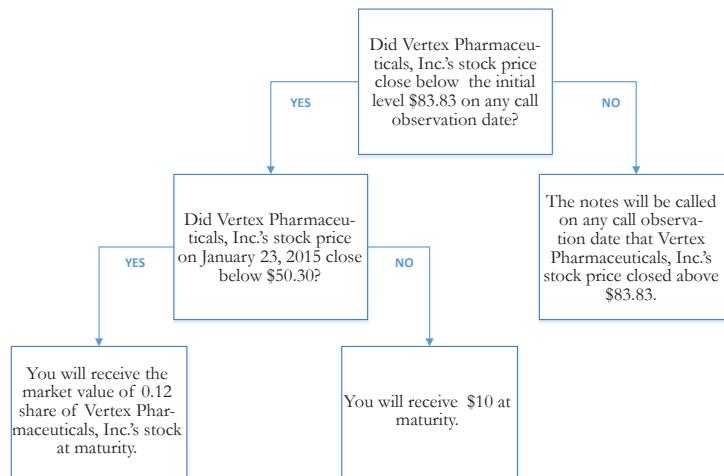 Did Vertex Pharmaceu-
ticals, Inc.'s stock price
close below the initial
level $83.83 on any call
observation date?
YES
NO
Did Vertex Pharmaceu-
ticals, Inc.'s stock price
on January 23, 2015 close
below $50.30?
The notes will be called
on any call observa-
tion date that Vertex
Pharmaceuticals, Inc.'s
stock price closed above
$83.83.
YES
NO
You will receive the
market value of 0.12
share of Vertex Phar-
maceuticals, Inc.'s stock
at maturity.
You will receive $10 at
maturity.